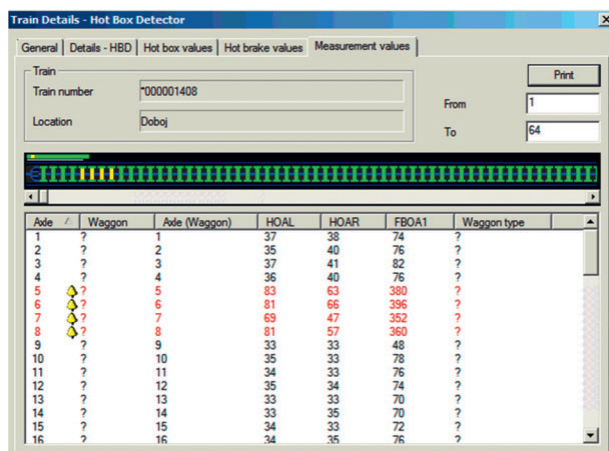 Train Details - Hot Box Detector
General Details - HBD Hot box values Hot brake values Measurement values
Train
Print
Train number *000001408
From 1
Location Doboj
To 64
Axle Waggon Axle (Waggon) HOAL HOAR FBOA1 Waggon type
1 ? 1 37 38 74 ?
2 ? 2 35 40 76 ?
3 ? 3 37 41 82 ?
4 ? 4 36 40 76 ?
5 ? 5 83 63 380 ?
6 ? 6 81 66 396 ?
7 ? 7 69 47 352 ?
8 ? 8 81 57 360 ?
9 ? 9 33 33 48 ?
10 ? 10 35 33 78 ?
11 ? 11 34 33 76 ?
12 ? 12 35 34 74 ?
13 ? 13 33 33 70 ?
14 ? 14 33 35 70 ?
15 ? 15 34 33 72 ?
16 ? 16 34 35 76 ?